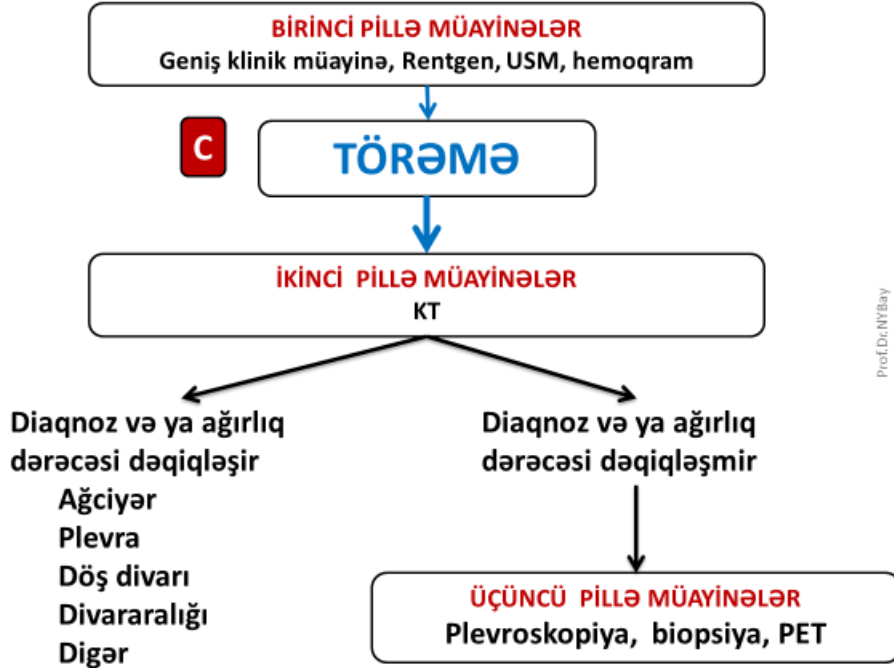 BİRİNCİ PİLLƏ MÜAYİNƏLƏR
Geniş klinik müayinə, Rentgen, USM, hemoqram
C
TÖRƏMƏ
İKİNCİ PİLLƏ MÜAYİNƏLƏR
KT
Prof.Dr.NYBay
Diaqnoz və ya ağırlıq
dərəcəsi dəqiqləşir
Ağciyər
Plevra
Döş divarı
Divararalığı
Digər
Diaqnoz və ya ağırlıq
dərəcəsi dəqiqləşmir
ÜÇÜNCÜ PİLLƏ MÜAYİNƏLƏR
Plevroskopiya, biopsiya, PET